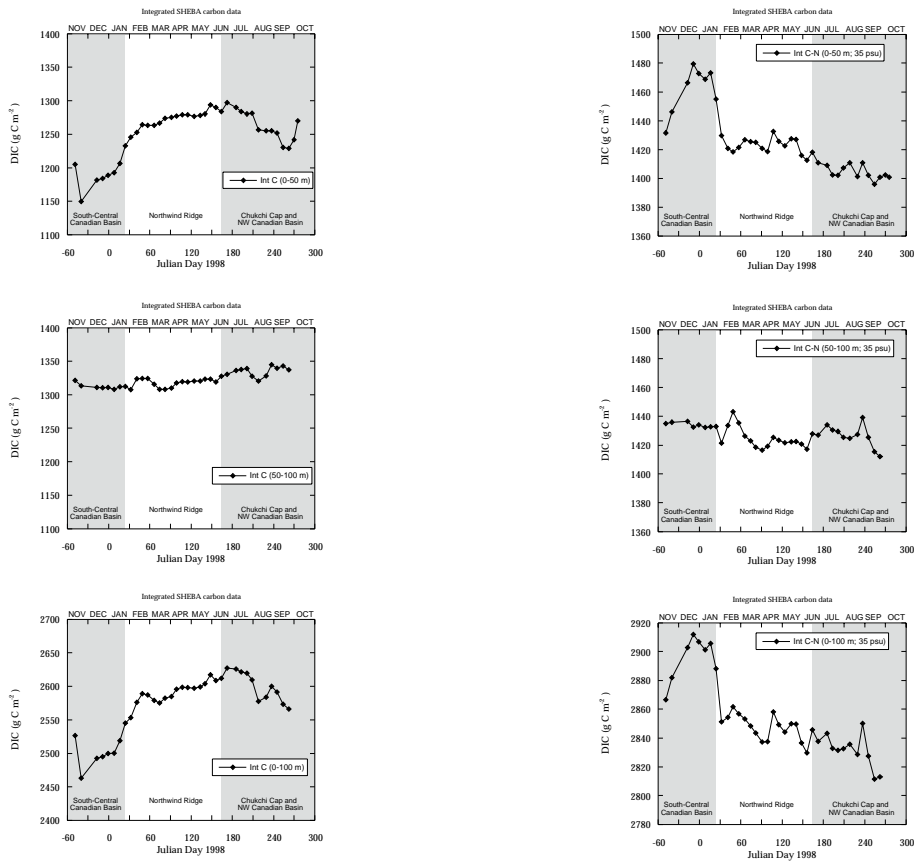 Integrated SHEBA carbon data
NOV DEC JAN FEB MAR APR MAY JUN JUL AUG SEP OCT
1400
1300
1250
1200
1150
1100
DIC (g C m-2 )
Int C (0-50 m)
South-Central
Canadian Basin
Northwind Ridge
Chukchi Cap and
NW Canadian Basin
-60 0 60 120 180 240 300
Julian Day 1998
Integrated SHEBA carbon data
NOV DEC JAN FEB MAR APR MAY JUN JUL AUG SEP OCT
1500
1480
1460
1440
1420
1400
1360
DIC (g C m-2 )
Int C-N (0-50 m; 35 psu)
South-Central
Canadian Basin
Northwind Ridge
Chukchi Cap and
NW Canadian Basin
-60 0 60 120 180 240 300
Julian Day 1998
Integrated SHEBA carbon data
NOV DEC JAN FEB MAR APR MAY JUN JUL AUG SEP OCT
1400
1350
1300
1200
1150
1100
DIC (g C m-2 )
Int C (50-100 m)
South-Central
Canadian Basin
Northwind Ridge
Chukchi Cap and
NW Canadian Basin
-60 0 60 120 180 240 300
Julian Day 1998
Integrated SHEBA carbon data
NOV DEC JAN FEB MAR APR MAY JUN JUL AUG SEP OCT
1500
1480
1460
1440
1420
1400
1380
1360
DIC (g C m-2 )
Int C-N (50-100 m; 35 psu)
South-Central
Canadian Basin
Northwind Ridge
Chukchi Cap and
NW Canadian Basin
-60 0 60 120 180 240 300
Julian Day 1998
Integrated SHEBA carbon data
NOV DEC JAN FEB MAR APR MAY JUN JUL AUG SEP OCT
2700
2600
2500
2450
2400
DIC (g C m-2 )
Int C (0-100 m)
South-Central
Canadian Basin
Northwind Ridge
Chukchi Cap and
NW Canadian Basin
-60 0 60 120 180 240 300
Julian Day 1998
Integrated SHEBA carbon data
NOV DEC JAN FEB MAR APR MAY JUN JUL AUG SEP OCT
2920
2900
2880
2860
2840
2820
2800
2780
DIC (g C m-2 )
Int C-N (0-100 m; 35 psu)
South-Central
Canadian Basin
Northwind Ridge
Chukchi Cap and
NW Canadian Basin
-60 0 60 120 180 240 300
Julian Day 1998